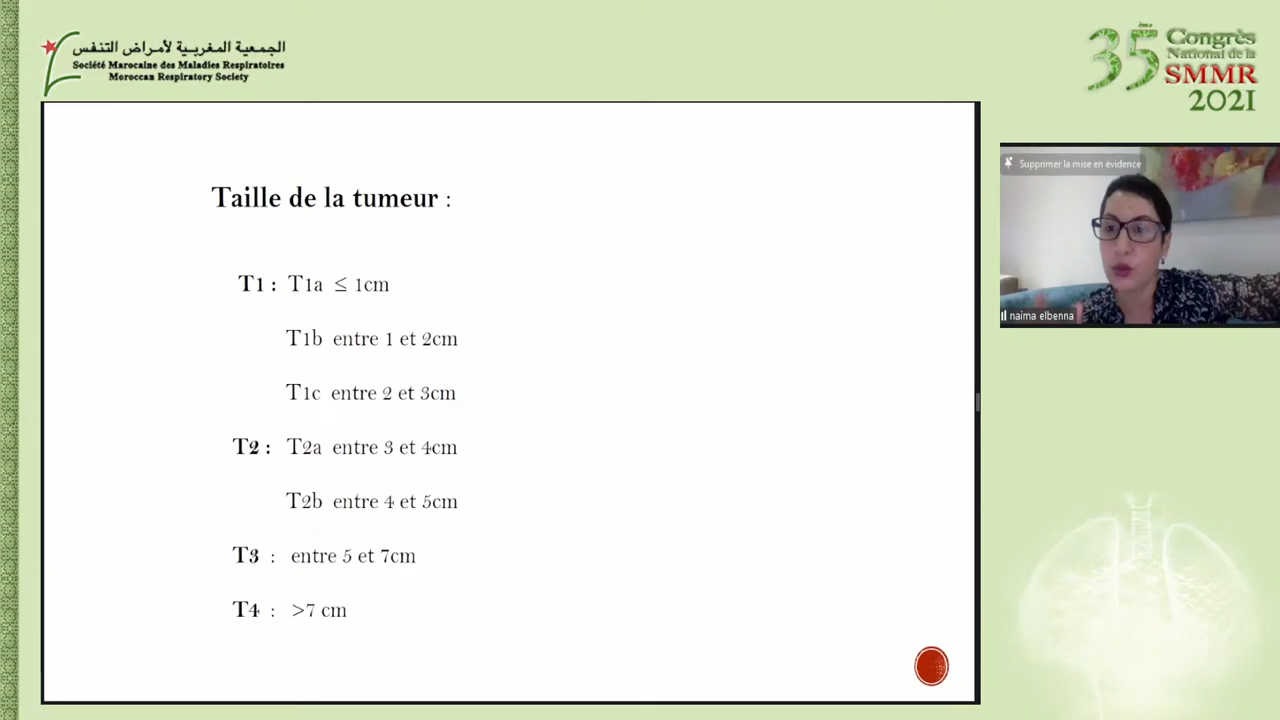 الجمعية المغربية لأمراض التنفس
Société Marocaine des Maladies Respiratoires
Moroccan Respiratory Society
35 Congrès
National de la
SMMR
2021
Supprimer la mise en évidence
naima elbenna
Taille de la tumeur :
T1 : T1a ≤ 1cm
T1b entre 1 et 2cm
T1c entre 2 et 3cm
T2 : T2a entre 3 et 4cm
T2b entre 4 et 5cm
T3 : entre 5 et 7cm
T4 : >7 cm